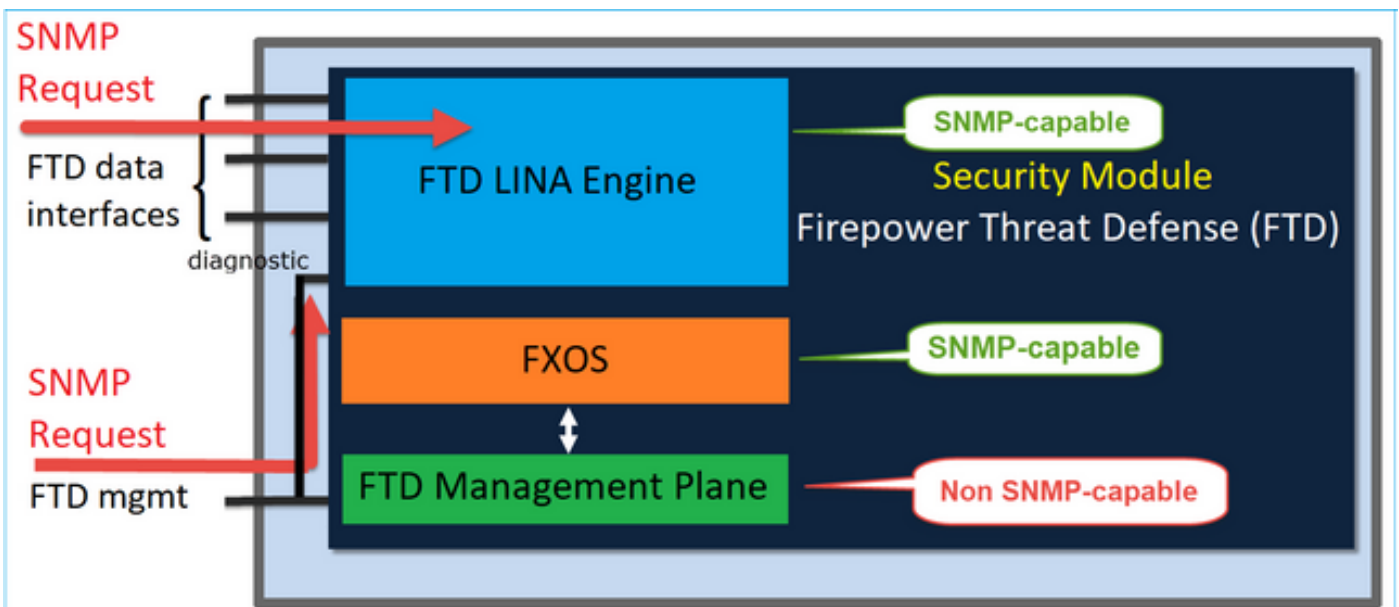 SNMP
Request
FTD data
interfaces
diagnostic
FTD LINA Engine
SNMP-capable
Security Module
Firepower Threat Defense (FTD)
FXOS
SNMP-capable
SNMP
Request
FTD mgmt
FTD Management Plane
Non SNMP-capable